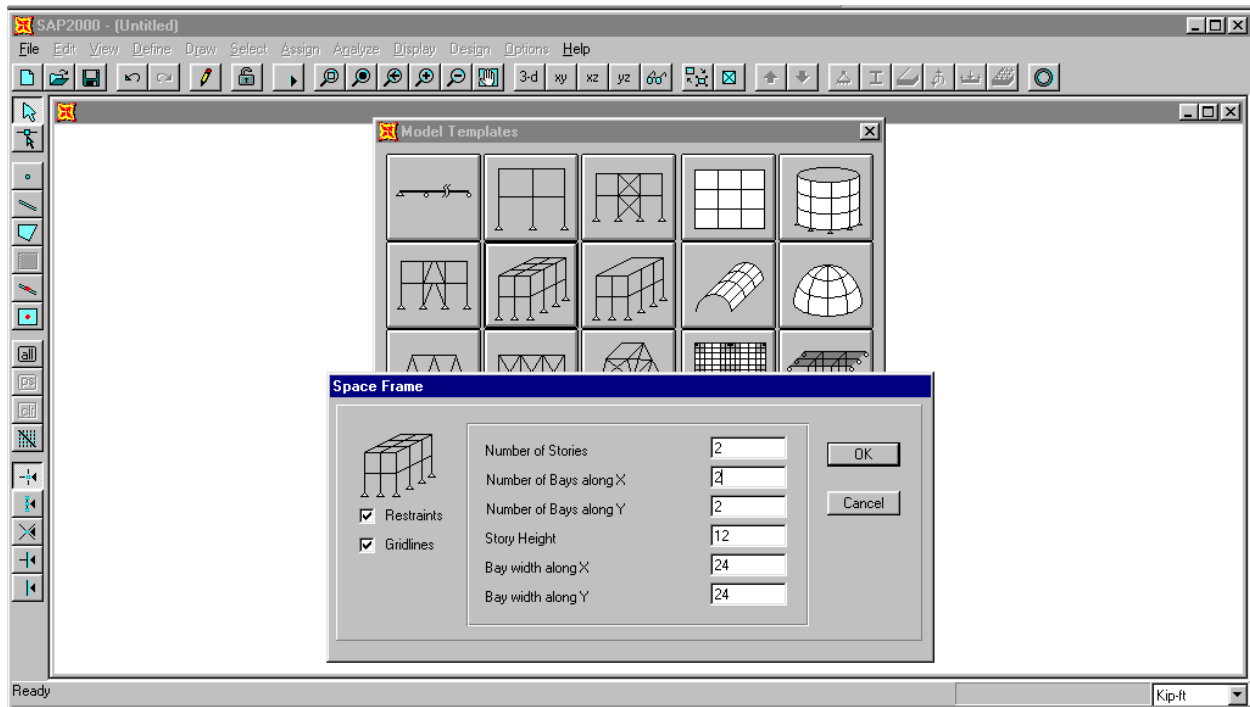 SAP2000 - (Untitled)
File Edit View Define Draw Select Assign Analyze Display Design Options Help
3-d xy xz yz
Model Templates
all
ps
clr
Space Frame
Number of Stories 2
Number of Bays along X 2
Number of Bays along Y 2
Story Height 12
Bay width along X 24
Bay width along Y 24
Restraints
Gridlines
OK
Cancel
Ready
Kip-ft